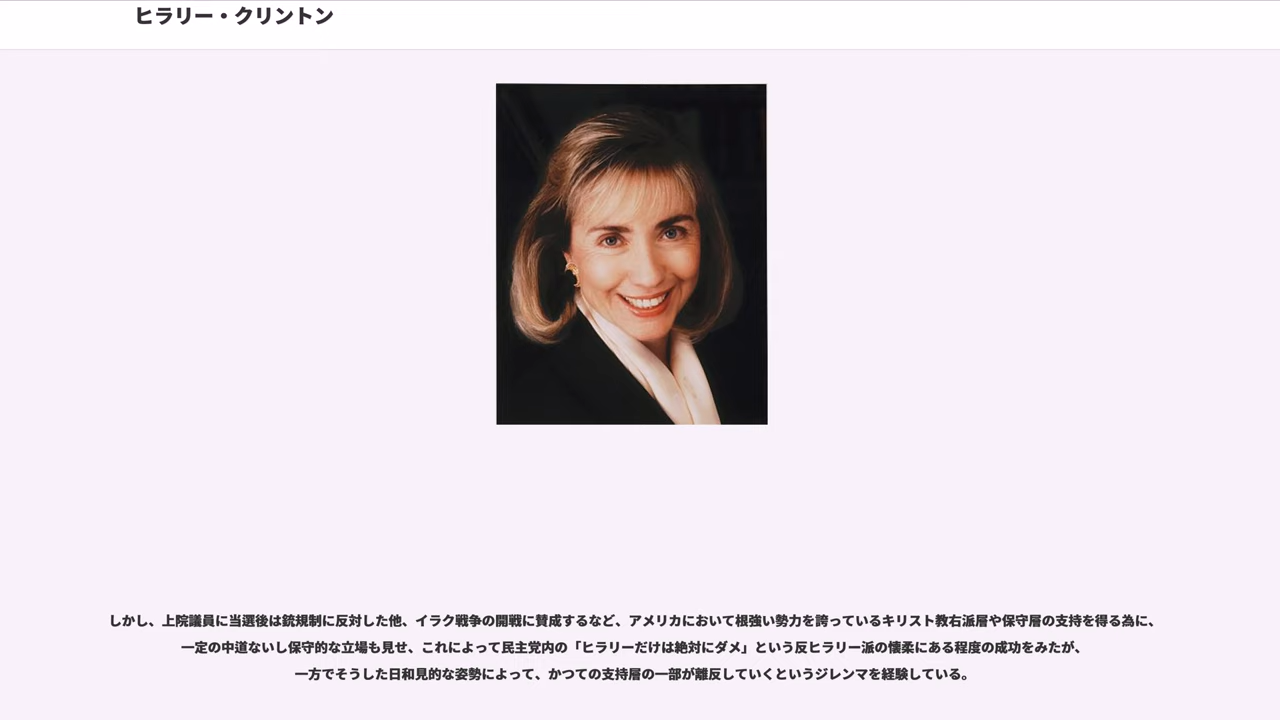 ヒラリー・クリントン
しかし、上院議員に当選後は銃規制に反対した他、イラク戦争の開戦に賛成するなど、アメリカにおいて根強い勢力を誇っているキリスト教右派層や保守層の支持を得る為に、
一定の中道ないし保守的な立場も見せ、これによって民主党内の「ヒラリーだけは絶対にダメ」という反ヒラリー派の懐柔にある程度の成功をみたが、
一方でそうした日和見的な姿勢によって、かつての支持層の一部が離反していくというジレンマを経験している。